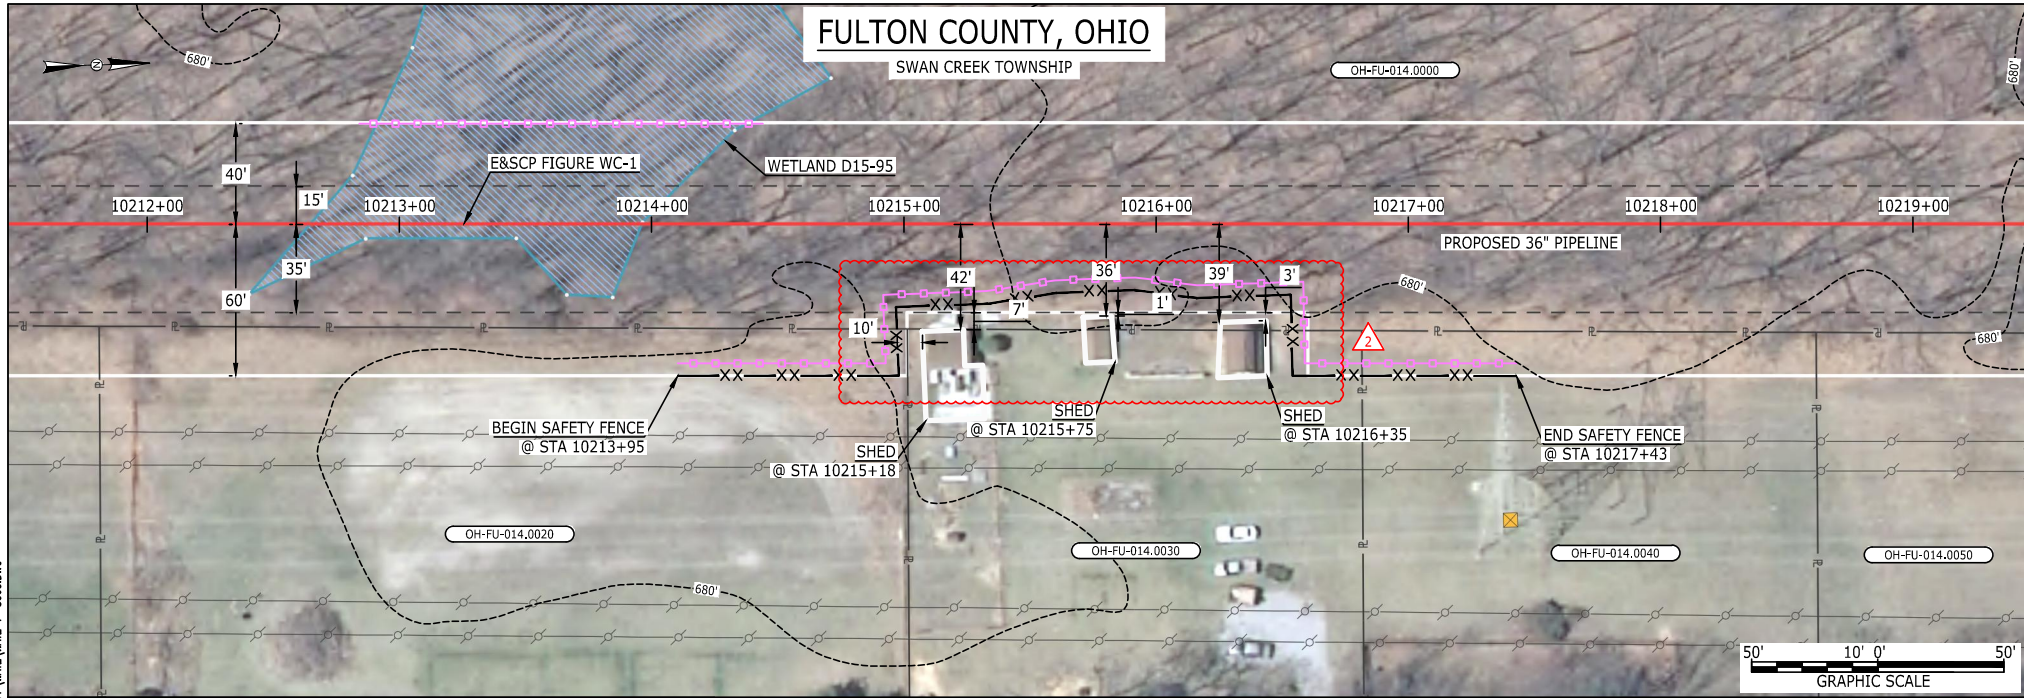 FULTON COUNTY, OHIO
SWAN CREEK TOWNSHIP
OH-FU-014.0000
680'
680'
N
E&SCP FIGURE WC-1
WETLAND D15-95
40'
15'
10212+00
10213+00
10214+00
10215+00
10216+00
10217+00
10218+00
10219+00
PROPOSED 36" PIPELINE
35'
60'
42'
36'
39'
3'
7'
1'
10'
680'
680'
2
BEGIN SAFETY FENCE
@ STA 10213+95
SHED
@ STA 10215+18
SHED
@ STA 10215+75
SHED
@ STA 10216+35
END SAFETY FENCE
@ STA 10217+43
OH-FU-014.0020
OH-FU-014.0030
OH-FU-014.0040
OH-FU-014.0050
680'
50' 10' 0' 50'
GRAPHIC SCALE